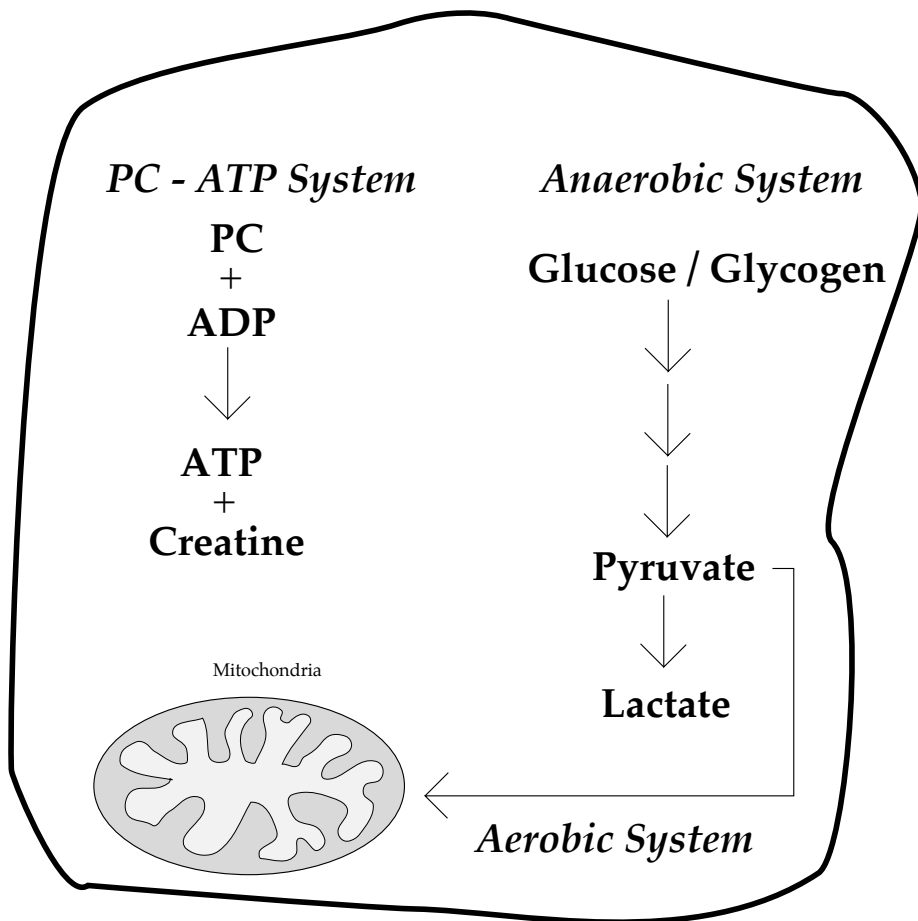 PC - ATP System
PC
+
ADP
ATP
+
Creatine
Anaerobic System
Glucose / Glycogen
Pyruvate
Lactate
Mitochondria
Aerobic System